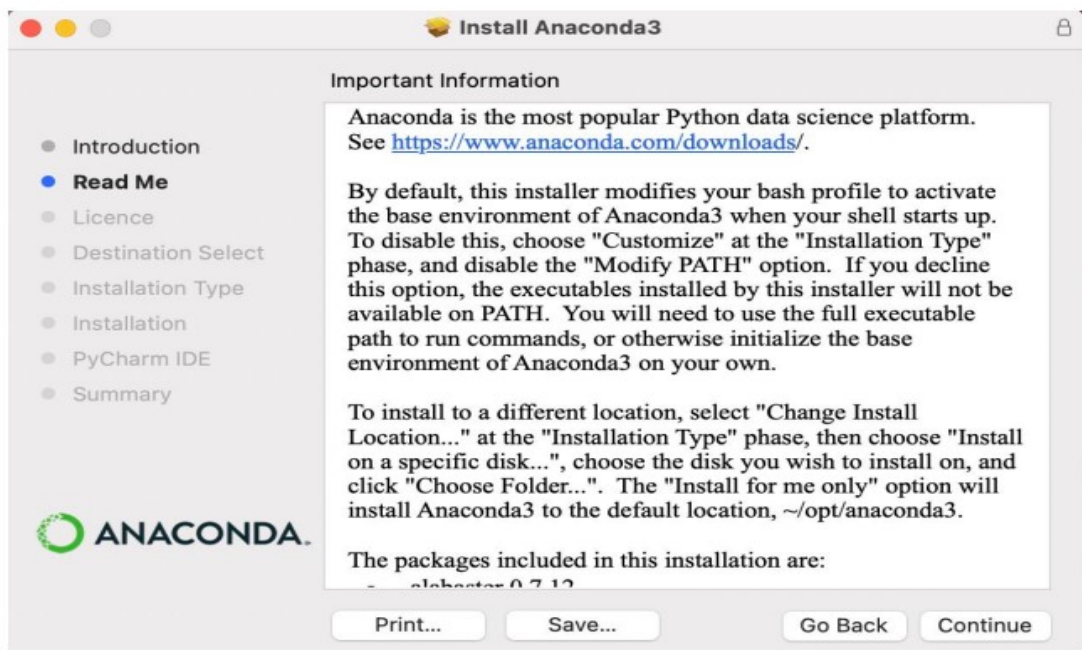 Install Anaconda3
Important Information
Introduction
Read Me
Licence
Destination Select
Installation Type
Installation
PyCharm IDE
Summary
ANACONDA.
Anaconda is the most popular Python data science platform.
See https://www.anaconda.com/downloads/.
By default, this installer modifies your bash profile to activate
the base environment of Anaconda3 when your shell starts up.
To disable this, choose "Customize" at the "Installation Type"
phase, and disable the "Modify PATH" option.  If you decline
this option, the executables installed by this installer will not be
available on PATH.  You will need to use the full executable
path to run commands, or otherwise initialize the base
environment of Anaconda3 on your own.
To install to a different location, select "Change Install
Location..." at the "Installation Type" phase, then choose "Install
on a specific disk...", choose the disk you wish to install on, and
click "Choose Folder...".  The "Install for me only" option will
install Anaconda3 to the default location, ~/opt/anaconda3.
The packages included in this installation are:
- alabaster 0.7.12
Print...
Save...
Go Back
Continue